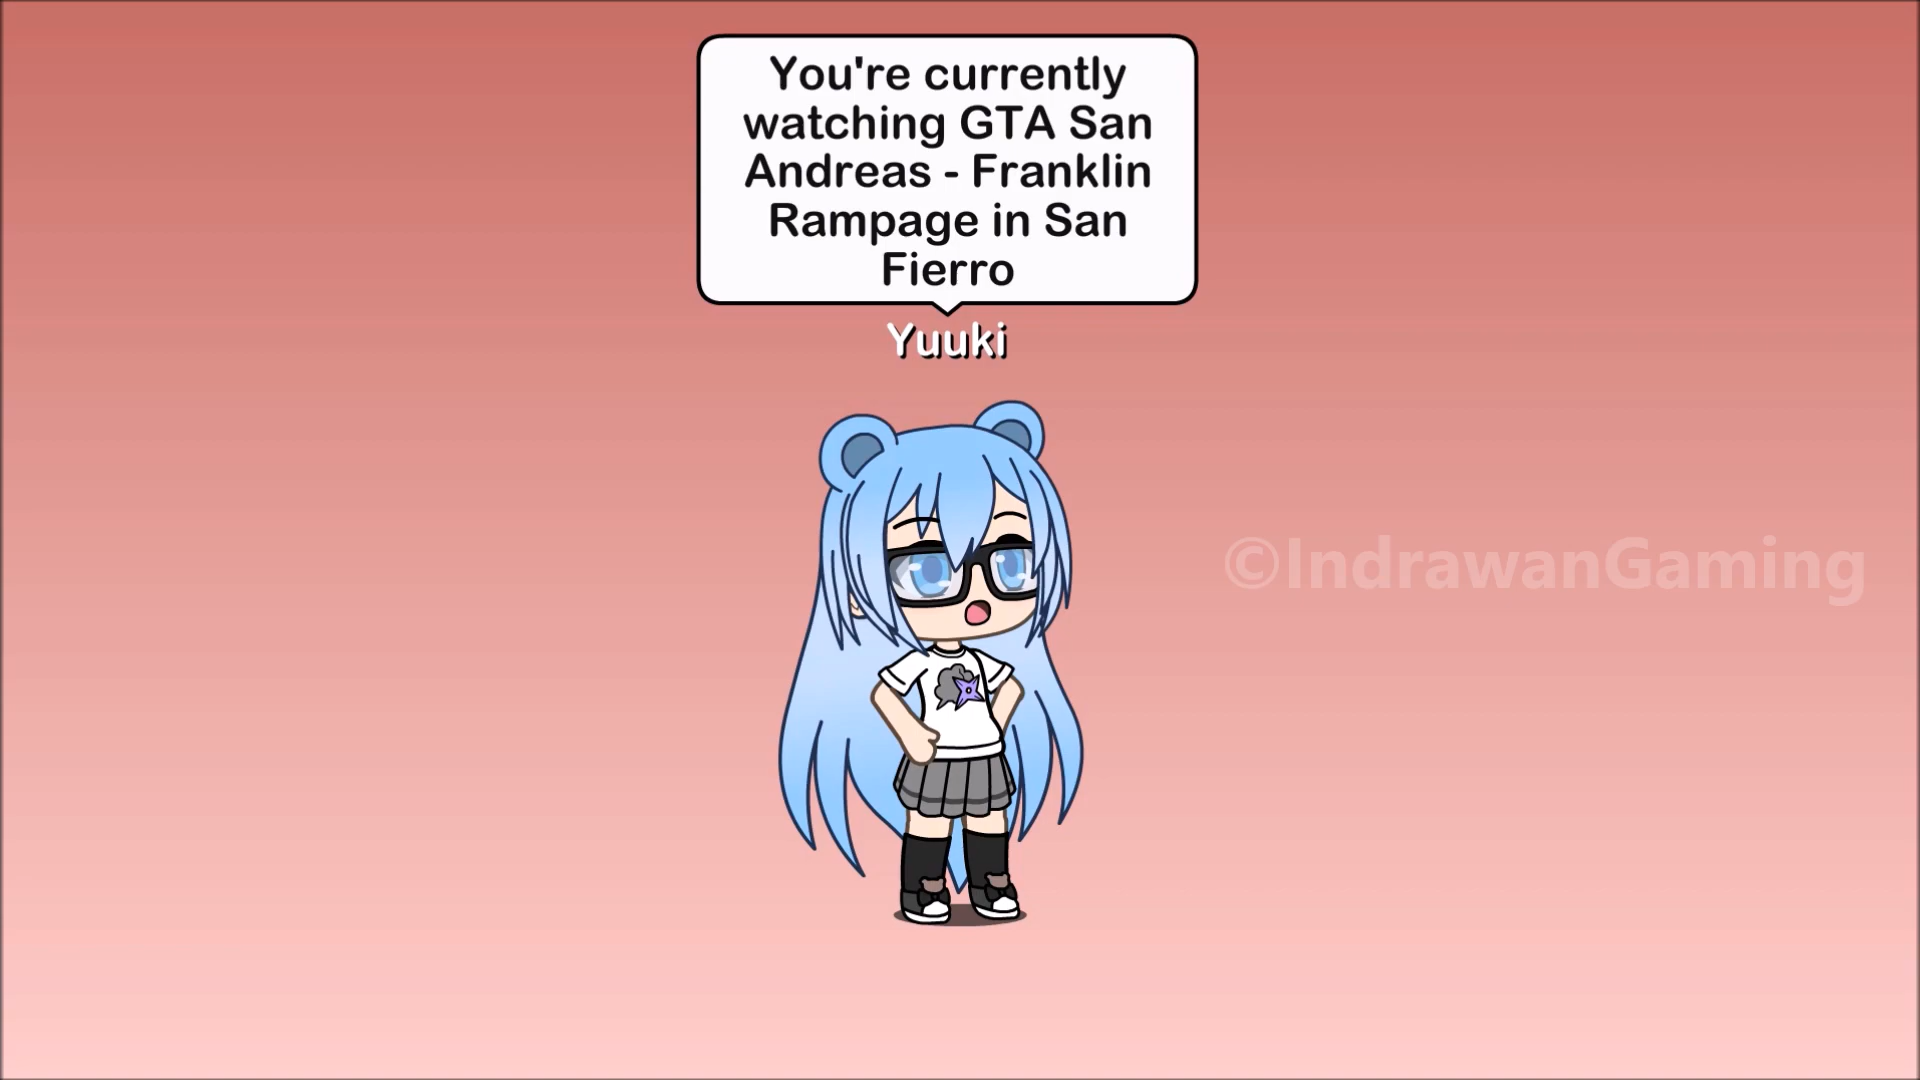 You're currently
watching GTA San
Andreas - Franklin
Rampage in San
Fierro
Yuuki
©IndrawanGaming